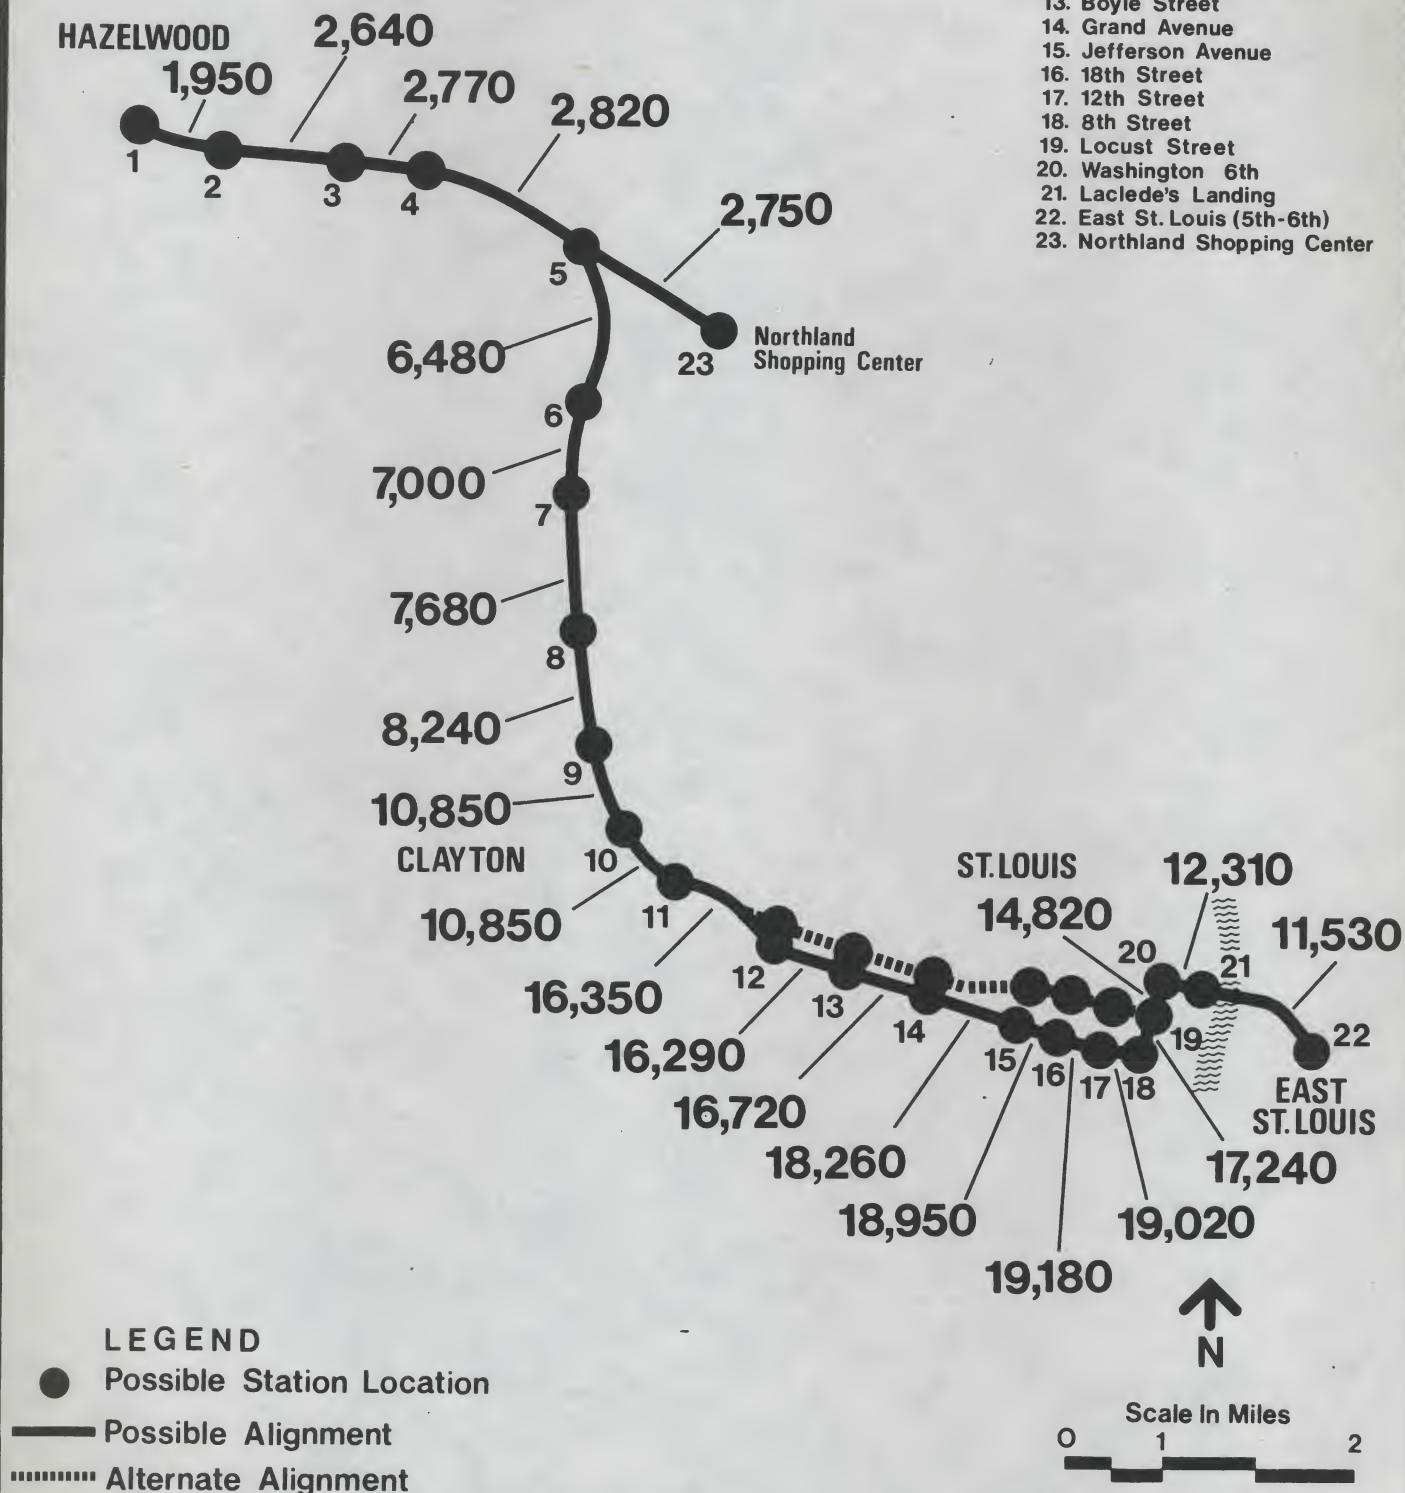 13. Boyle Street
14. Grand Avenue
15. Jefferson Avenue
16. 18th Street
17. 12th Street
18. 8th Street
19. Locust Street
20. Washington 6th
21. Laclede's Landing
22. East St. Louis (5th-6th)
23. Northland Shopping Center
HAZELWOOD
2,640
1,950
2,770
2,820
1
2
3
4
2,750
5
6,480
23
Northland
Shopping Center
6
7,000
7
7,680
8
8,240
9
10,850
CLAYTON
10
10,850
11
ST. LOUIS
12,310
14,820
11,530
20
21
12
16,350
13
14
19
22
16,290
15
16
17
18
EAST
ST. LOUIS
16,720
18,260
17,240
18,950
19,020
19,180
N
LEGEND
Possible Station Location
Possible Alignment
Alternate Alignment
Scale In Miles
0 1 2